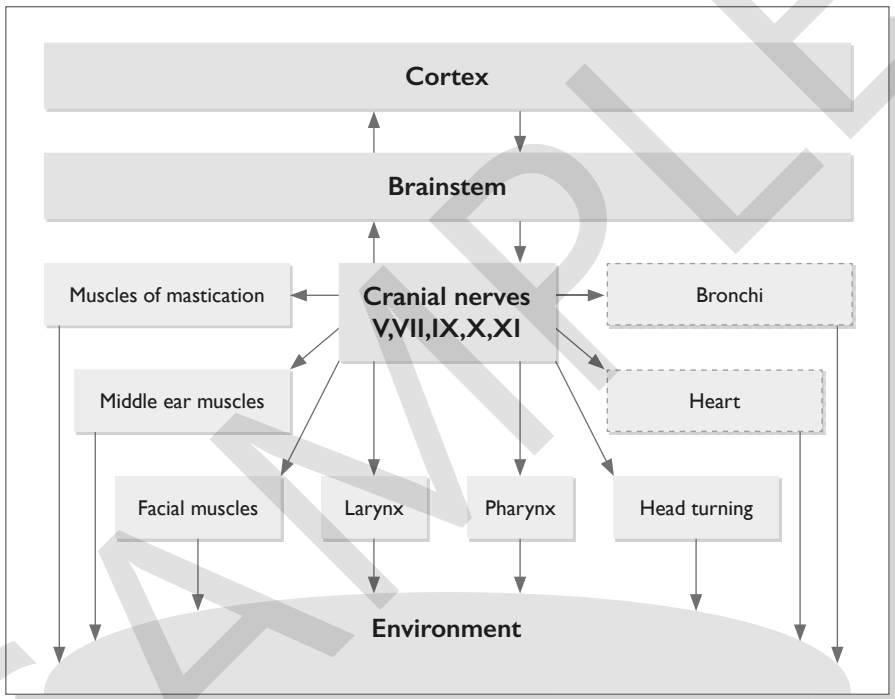 Cortex
Brainstem
Muscles of mastication
Cranial nerves
V,VII,IX,X,XI
Bronchi
Middle ear muscles
Heart
Facial muscles
Larynx
Pharynx
Head turning
Environment
SAMPLE